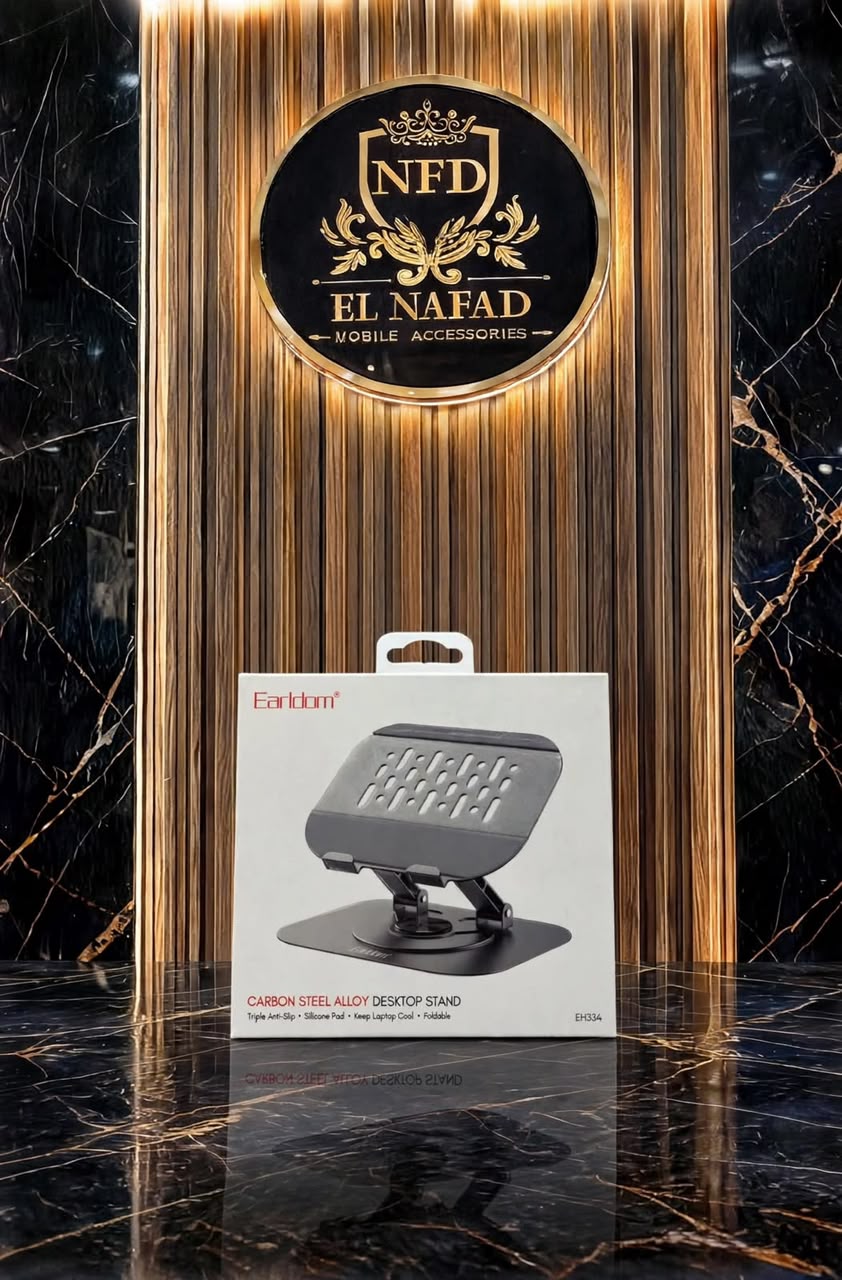 NFD
EL NAFAD
MOBILE ACCESSORIES
Earldom®
CARBON STEEL ALLOY DESKTOP STAND
Triple Anti-Slip • Silicone Pad • Keep Laptop Cool • Foldable
EH334